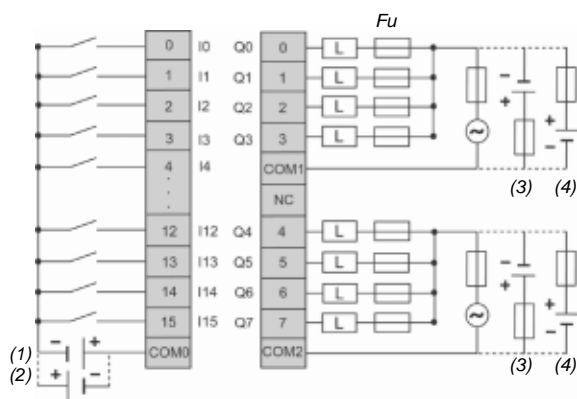 Fu
0 I0 Q0 0 L
1 I1 Q1 1 L
2 I2 Q2 2 L
3 I3 Q3 3 L
4 I4 COM1
NC
(3) (4)
12 I12 Q4 4 L
13 I13 Q5 5 L
14 I14 Q6 6 L
15 I15 Q7 7 L
(1) - + COM0 COM2
(2) + -
(3) (4)
- + + -
- + + -